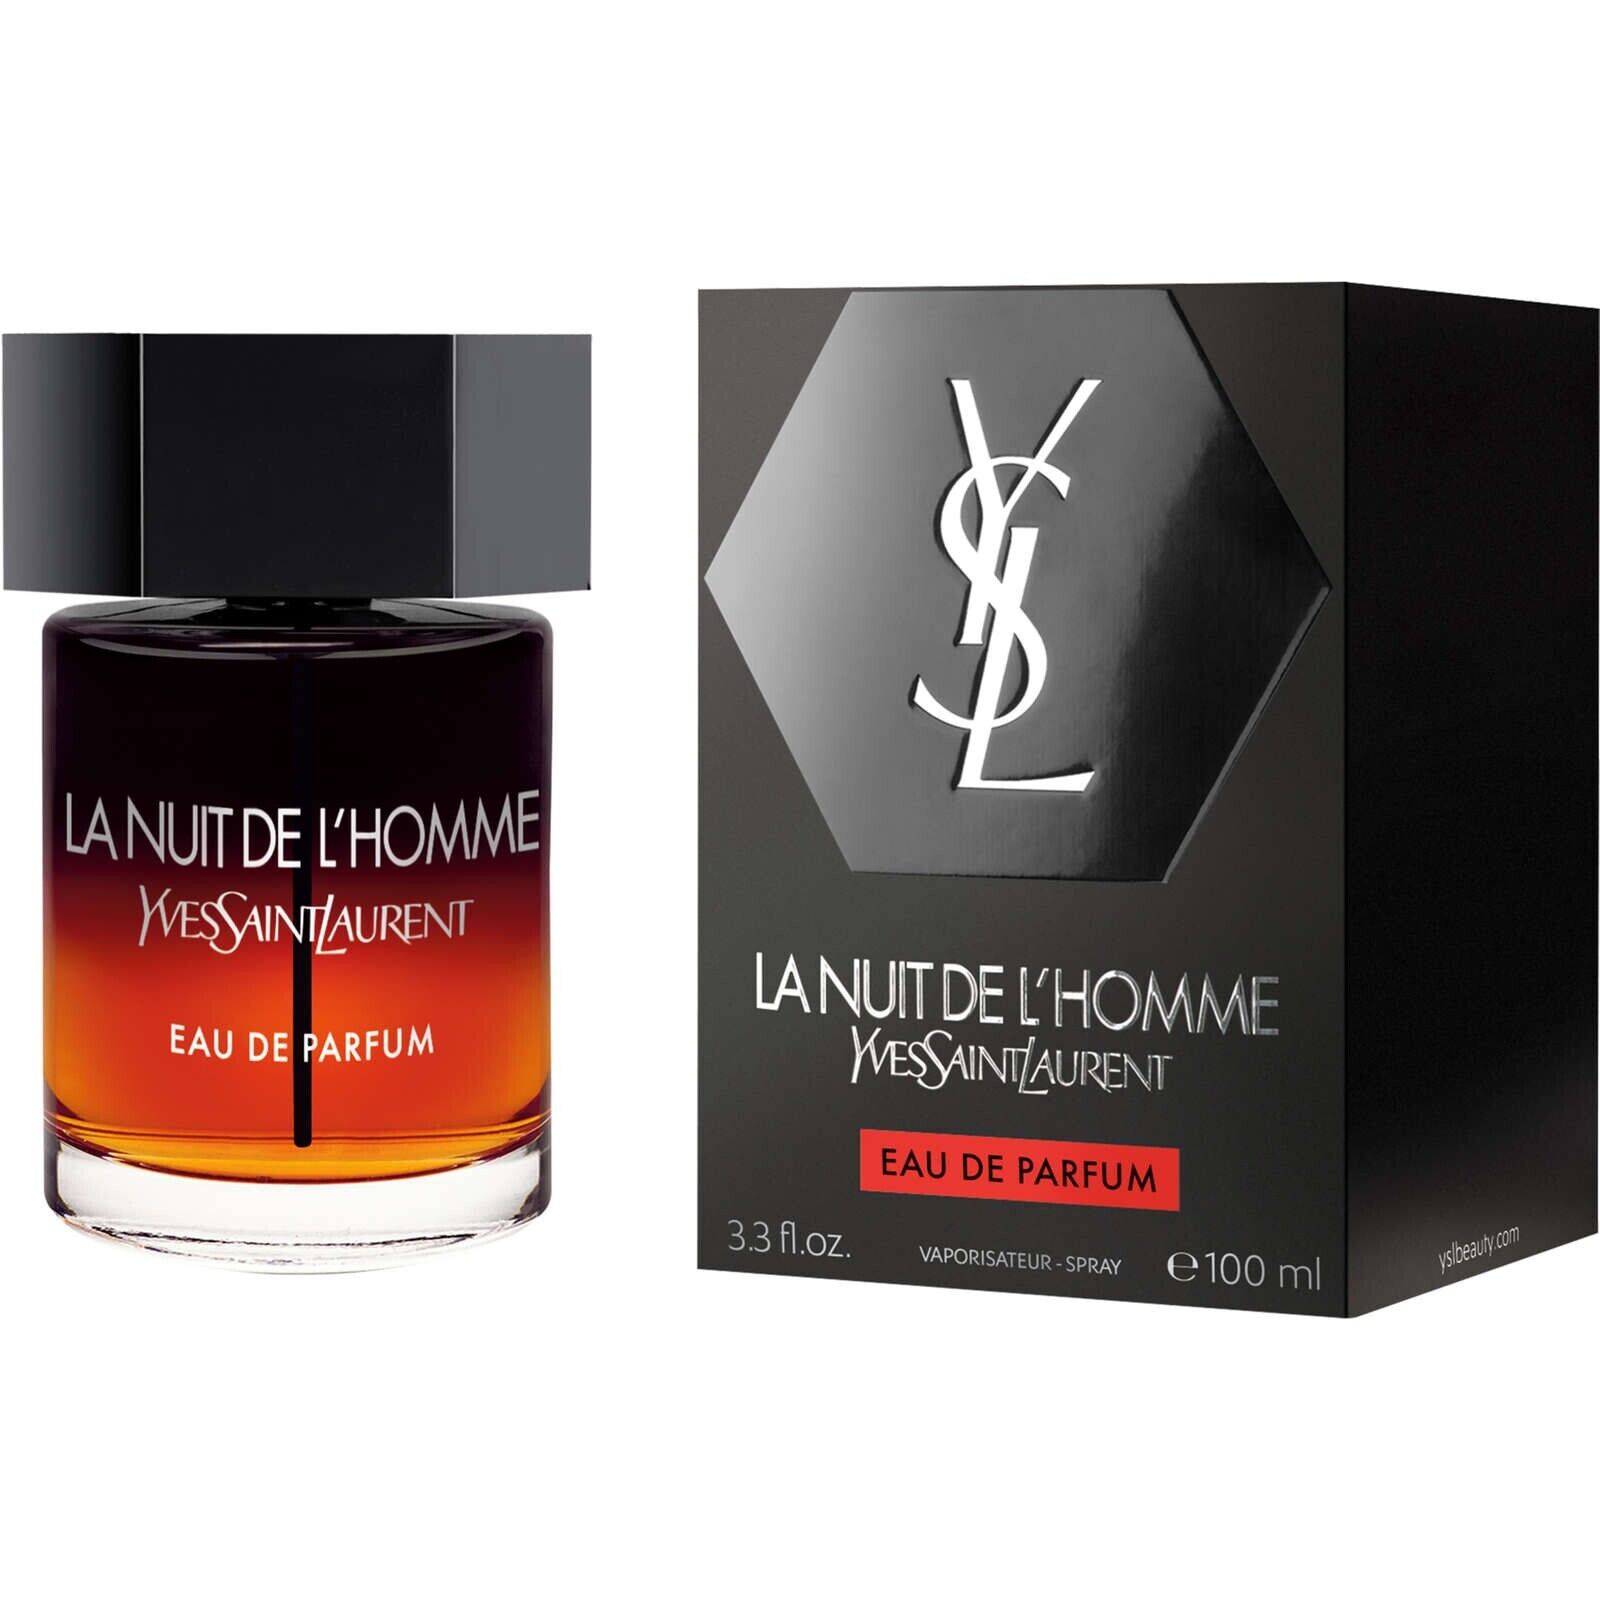 LA NUIT DE L'HOMME
YVESSAINTLAURENT
EAU DE PARFUM
YSL
LA NUIT DE L'HOMME
YVESSAINTLAURENT
EAU DE PARFUM
3.3 fl.oz.
VAPORISATEUR - SPRAY
℮100 ml
yslbeauty.com